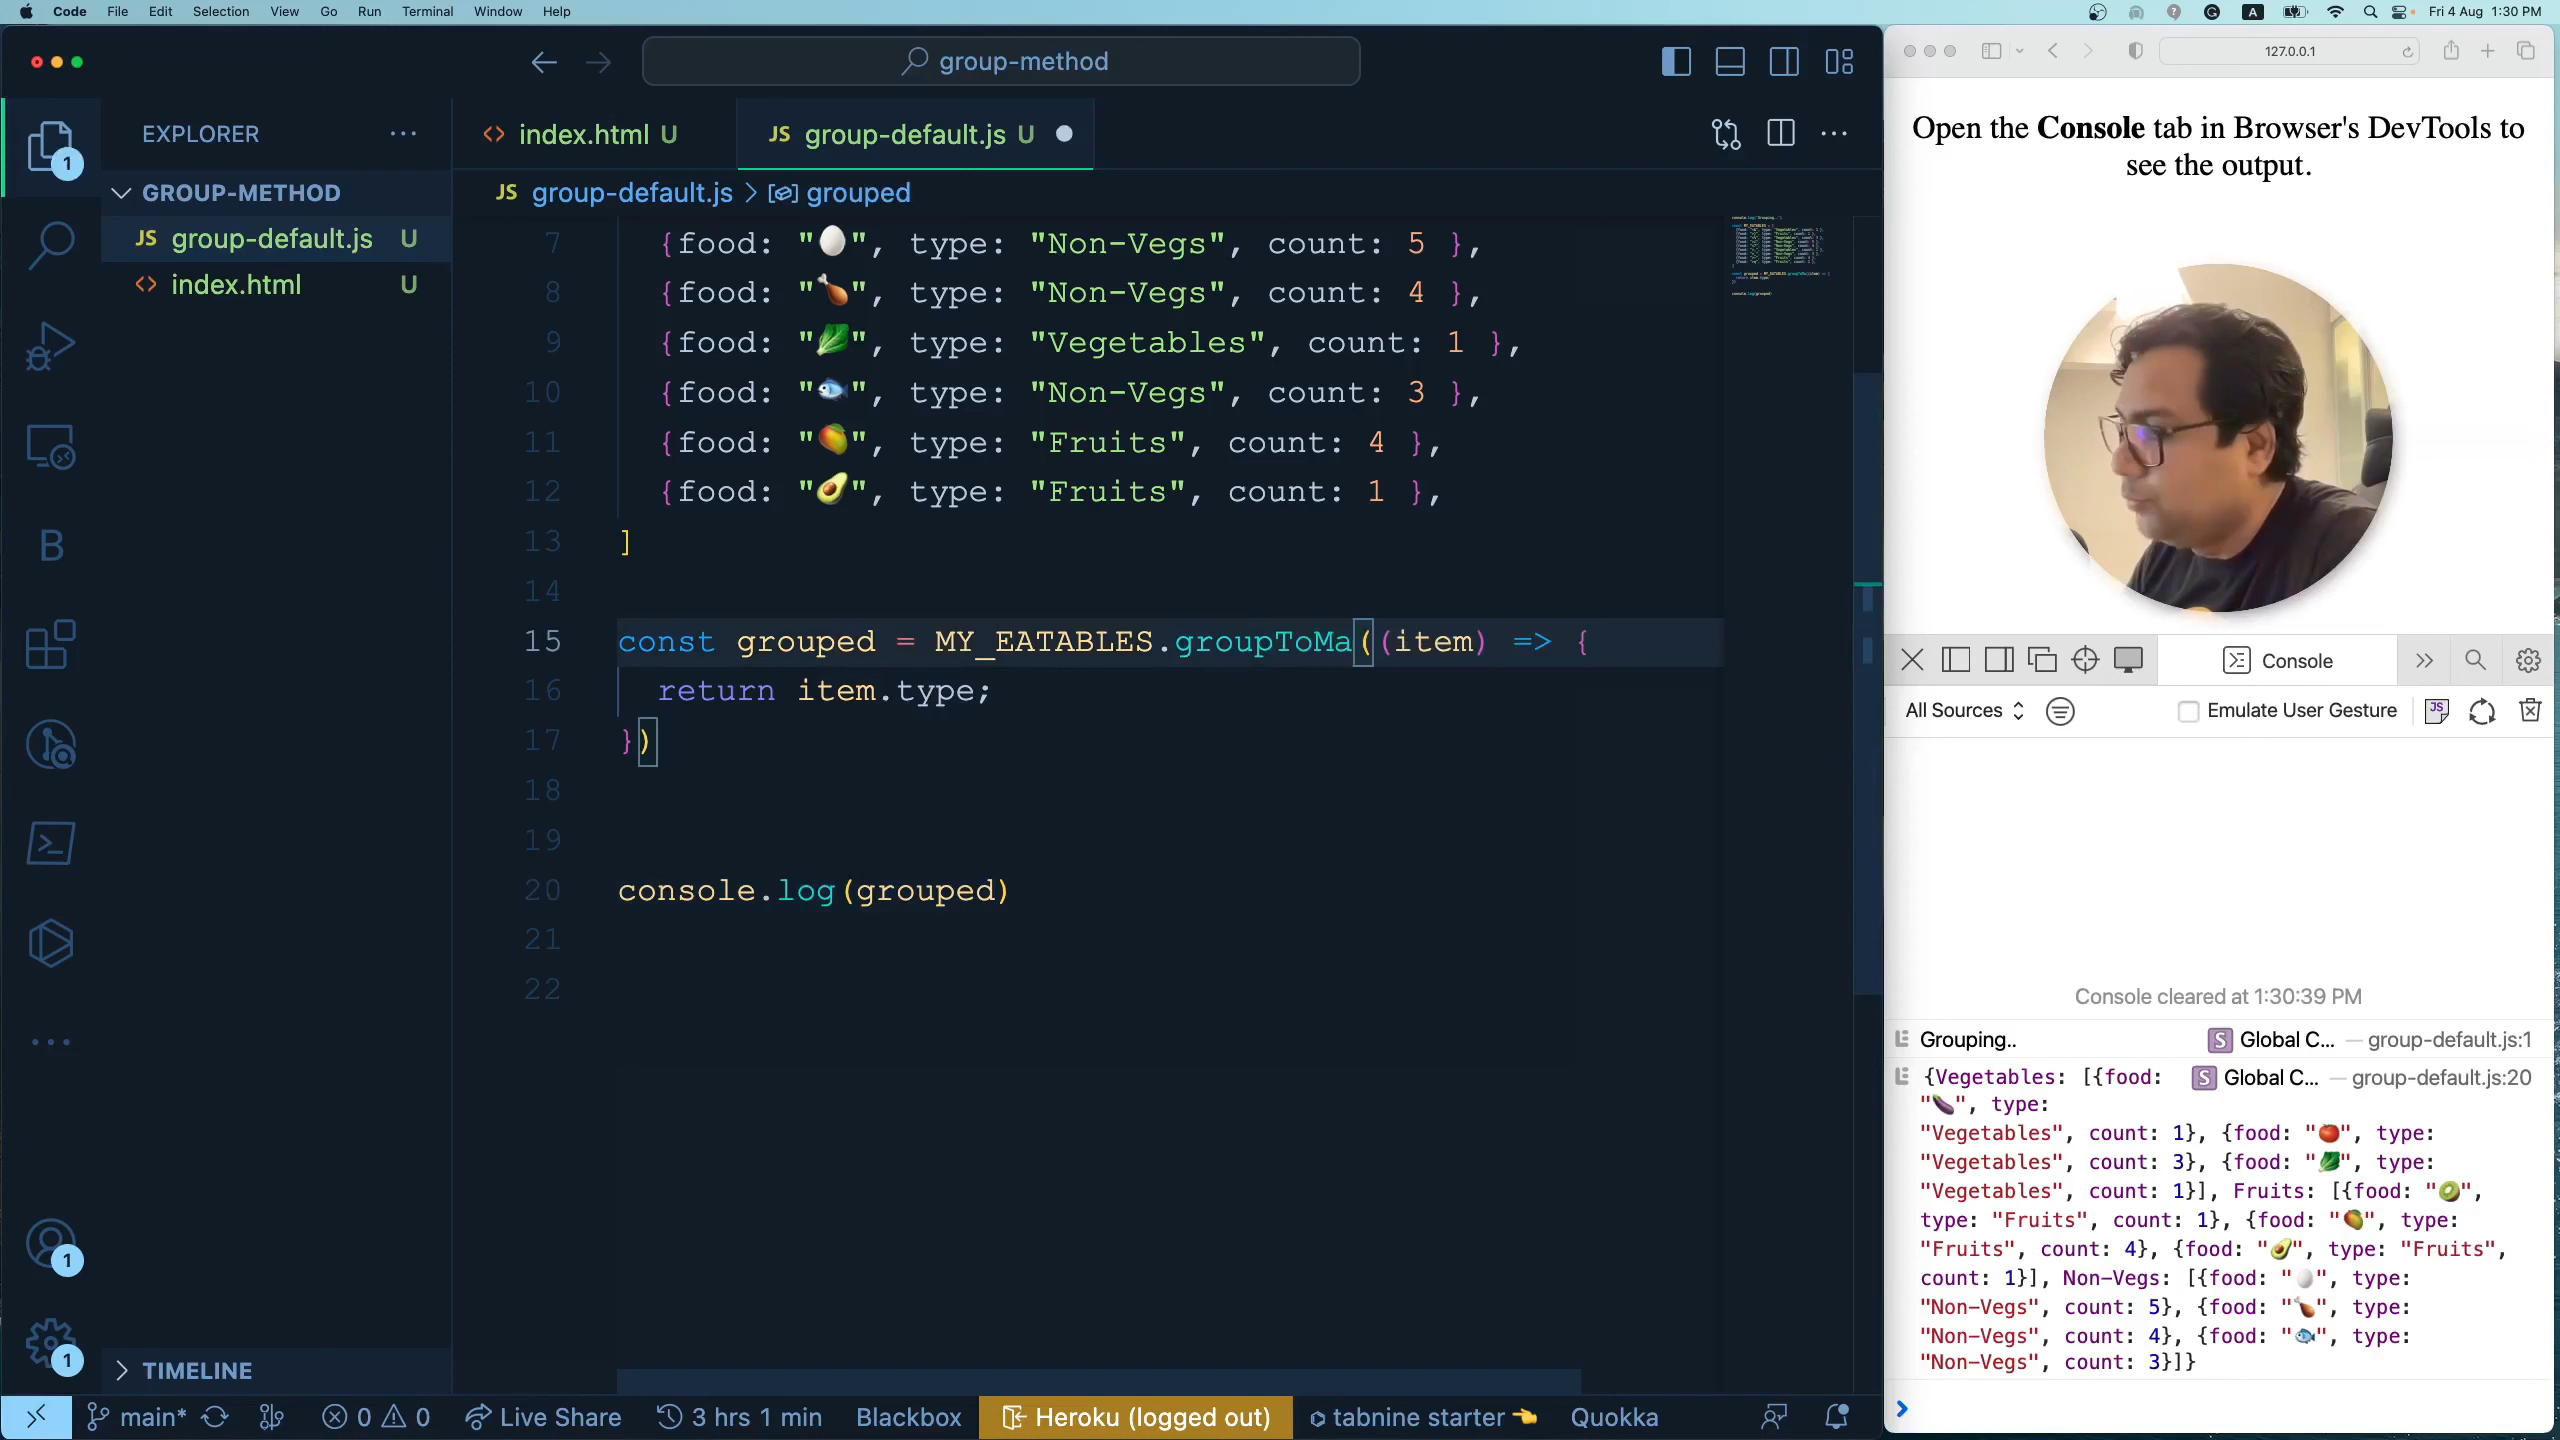 Code File Edit Selection View Go Run Terminal Window Help
A
Fri 4 Aug 1:30 PM
group-method
EXPLORER
GROUP-METHOD
JS group-default.js U
<> index.html U
TIMELINE
1
B
1
1
<> index.html U
JS group-default.js U
JS group-default.js > grouped
7 {food: "🥚", type: "Non-Vegs", count: 5 },
8 {food: "🍗", type: "Non-Vegs", count: 4 },
9 {food: "🥬", type: "Vegetables", count: 1 },
10 {food: "🐟", type: "Non-Vegs", count: 3 },
11 {food: "🥭", type: "Fruits", count: 4 },
12 {food: "🥑", type: "Fruits", count: 1 },
13 ]
14
15 const grouped = MY_EATABLES.groupToMa((item) => {
16 return item.type;
17 })
18
19
20 console.log(grouped)
21
22
main* 0 0 Live Share 3 hrs 1 min Blackbox Heroku (logged out) tabnine starter 👈 Quokka
127.0.0.1
Open the Console tab in Browser's DevTools to
see the output.
Console
All Sources Emulate User Gesture JS
Console cleared at 1:30:39 PM
Grouping.. S Global C... — group-default.js:1
{Vegetables: [{food: S Global C... — group-default.js:20
"🍆", type:
"Vegetables", count: 1}, {food: "🍅", type:
"Vegetables", count: 3}, {food: "🥬", type:
"Vegetables", count: 1}], Fruits: [{food: "🥝",
type: "Fruits", count: 1}, {food: "🥭", type:
"Fruits", count: 4}, {food: "🥑", type: "Fruits",
count: 1}], Non-Vegs: [{food: "🥚", type:
"Non-Vegs", count: 5}, {food: "🍗", type:
"Non-Vegs", count: 4}, {food: "🐟", type:
"Non-Vegs", count: 3}]}